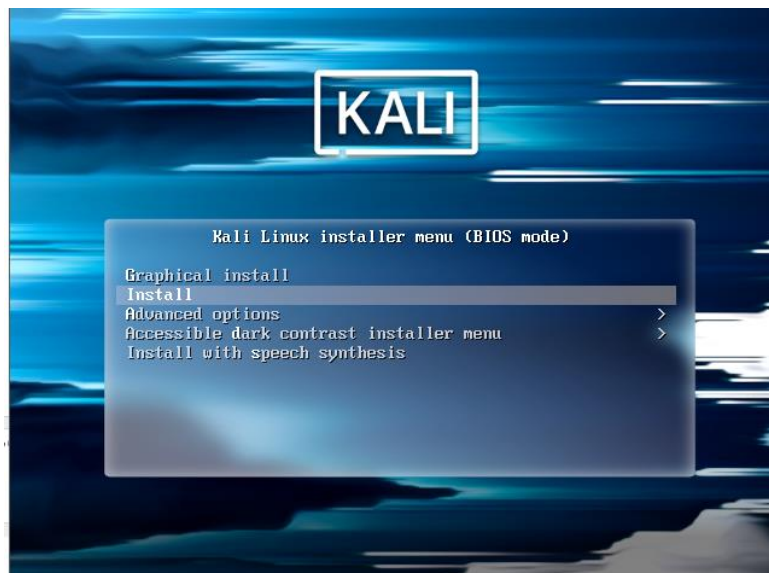 KALI
Kali Linux installer menu (BIOS mode)
Graphical install
Install
Advanced options >
Accessible dark contrast installer menu >
Install with speech synthesis